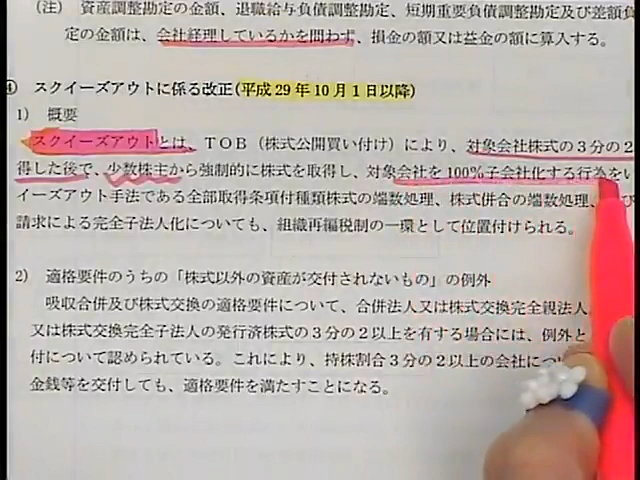 (注) 資産調整勘定の金額、退職給与負債調整勘定、短期重要負債調整勘定及び差額負
定の金額は、会社経理しているかを問わず、損金の額又は益金の額に算入する。
④ スクイーズアウトに係る改正(平成29年10月1日以降)
1) 概要
スクイーズアウトとは、TOB(株式公開買い付け)により、対象会社株式の3分の2
得した後で、少数株主から強制的に株式を取得し、対象会社を100%子会社化する行為をい
イーズアウト手法である全部取得条項付種類株式の端数処理、株式併合の端数処理、
請求による完全子法人化についても、組織再編税制の一環として位置付けられる。
2) 適格要件のうちの「株式以外の資産が交付されないもの」の例外
吸収合併及び株式交換の適格要件について、合併法人又は株式交換完全親法人
又は株式交換完全子法人の発行済株式の3分の2以上を有する場合には、例外と
付について認められている。これにより、持株割合3分の2以上の会社につい
金銭等を交付しても、適格要件を満たすことになる。